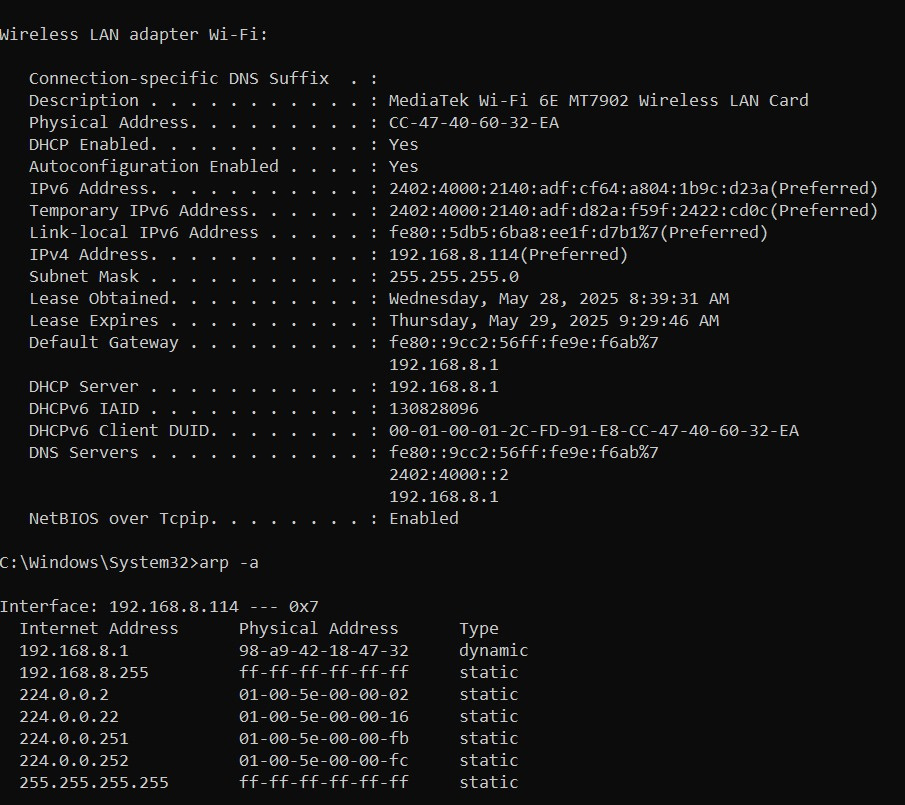 Wireless LAN adapter Wi-Fi:
Connection-specific DNS Suffix  . :
Description . . . . . . . . . . . : MediaTek Wi-Fi 6E MT7902 Wireless LAN Card
Physical Address. . . . . . . . . : CC-47-40-60-32-EA
DHCP Enabled. . . . . . . . . . . : Yes
Autoconfiguration Enabled . . . . : Yes
IPv6 Address. . . . . . . . . . . : 2402:4000:2140:adf:cf64:a804:1b9c:d23a(Preferred)
Temporary IPv6 Address. . . . . . : 2402:4000:2140:adf:d82a:f59f:2422:cd0c(Preferred)
Link-local IPv6 Address . . . . . : fe80::5db5:6ba8:ee1f:d7b1%7(Preferred)
IPv4 Address. . . . . . . . . . . : 192.168.8.114(Preferred)
Subnet Mask . . . . . . . . . . . : 255.255.255.0
Lease Obtained. . . . . . . . . . : Wednesday, May 28, 2025 8:39:31 AM
Lease Expires . . . . . . . . . . : Thursday, May 29, 2025 9:29:46 AM
Default Gateway . . . . . . . . . : fe80::9cc2:56ff:fe9e:f6ab%7
192.168.8.1
DHCP Server . . . . . . . . . . . : 192.168.8.1
DHCPv6 IAID . . . . . . . . . . . : 130828096
DHCPv6 Client DUID. . . . . . . . : 00-01-00-01-2C-FD-91-E8-CC-47-40-60-32-EA
DNS Servers . . . . . . . . . . . : fe80::9cc2:56ff:fe9e:f6ab%7
2402:4000::2
192.168.8.1
NetBIOS over Tcpip. . . . . . . . : Enabled
C:\Windows\System32>arp -a
Interface: 192.168.8.114 --- 0x7
Internet Address      Physical Address      Type
192.168.8.1           98-a9-42-18-47-32     dynamic
192.168.8.255         ff-ff-ff-ff-ff-ff     static
224.0.0.2             01-00-5e-00-00-02     static
224.0.0.22            01-00-5e-00-00-16     static
224.0.0.251           01-00-5e-00-00-fb     static
224.0.0.252           01-00-5e-00-00-fc     static
255.255.255.255       ff-ff-ff-ff-ff-ff     static